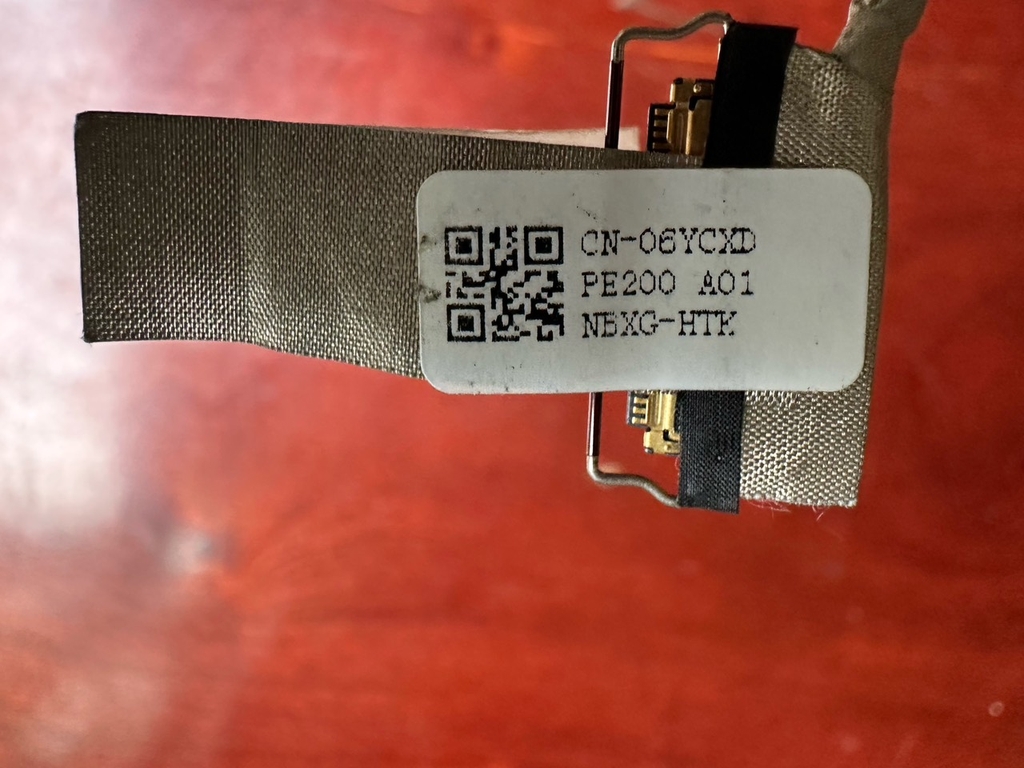 CN-06YCXD
PE200 A01
NBXG-HTK